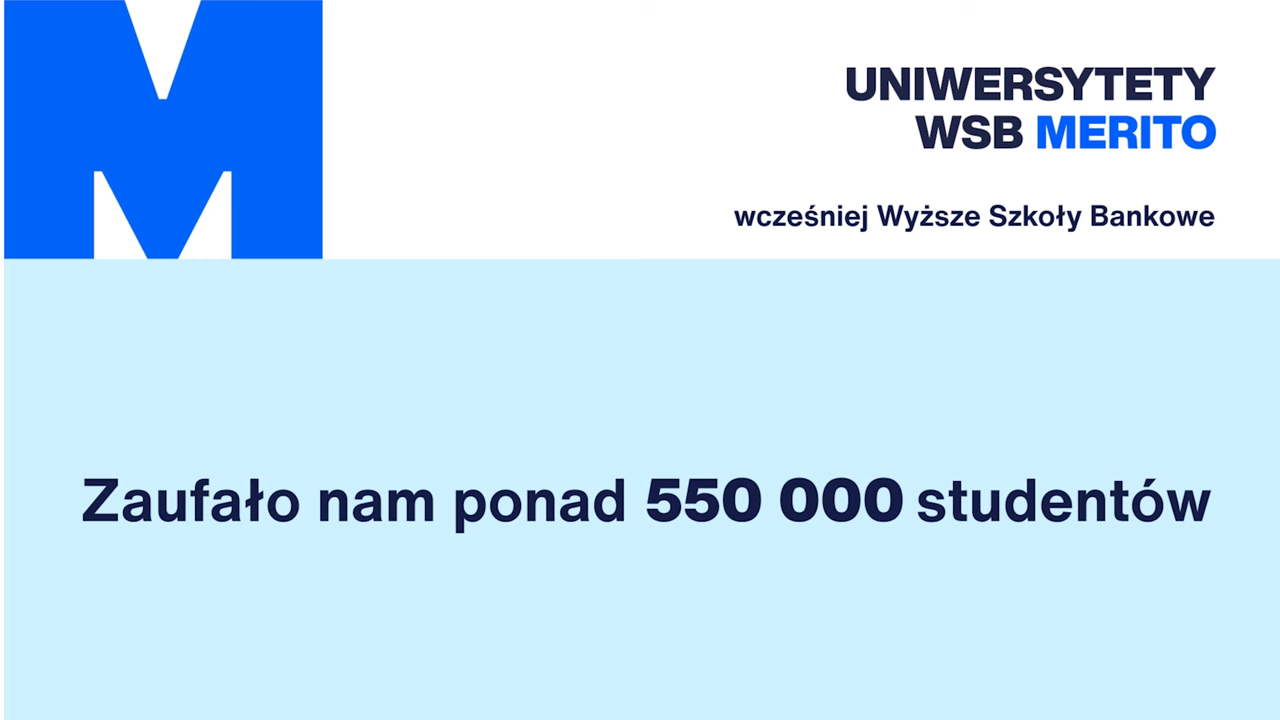 UNIWERSYTETY
WSB MERITO
wcześniej Wyższe Szkoły Bankowe
Zaufało nam ponad 550 000 studentów